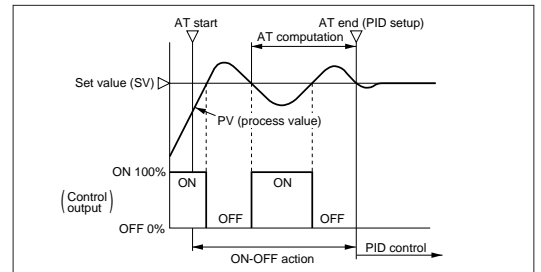 AT start
AT end (PID setup)
AT computation
Set value (SV)
PV (process value)
ON 100%
ON
ON
(Control
output)
OFF
OFF
OFF 0%
PID control
ON-OFF action